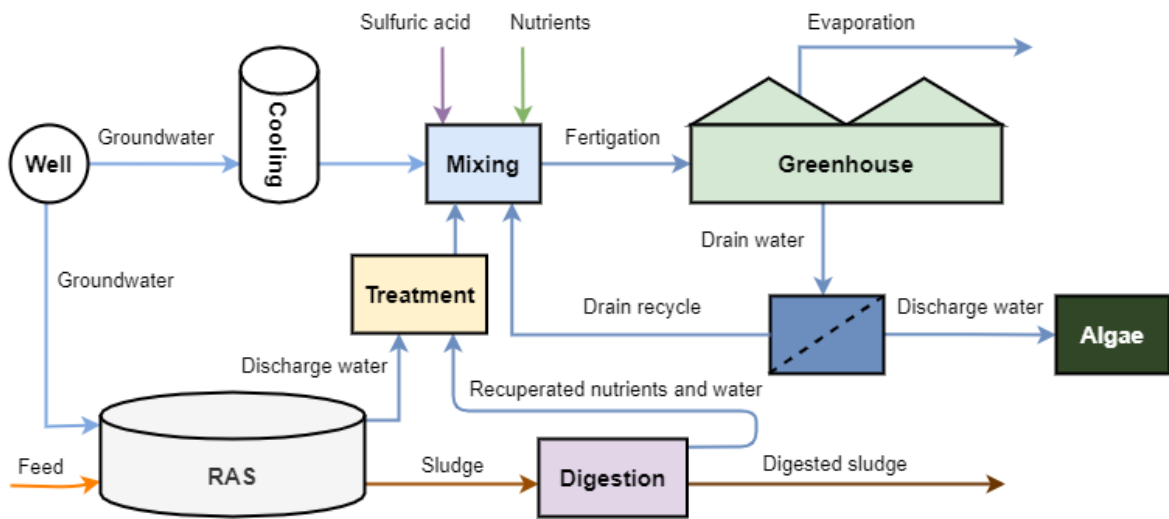 Sulfuric acid
Nutrients
Evaporation
Cooling
Groundwater
Fertigation
Well
Mixing
Greenhouse
Drain water
Groundwater
Treatment
Drain recycle
Discharge water
Algae
Discharge water
Recuperated nutrients and water
Feed
RAS
Sludge
Digestion
Digested sludge